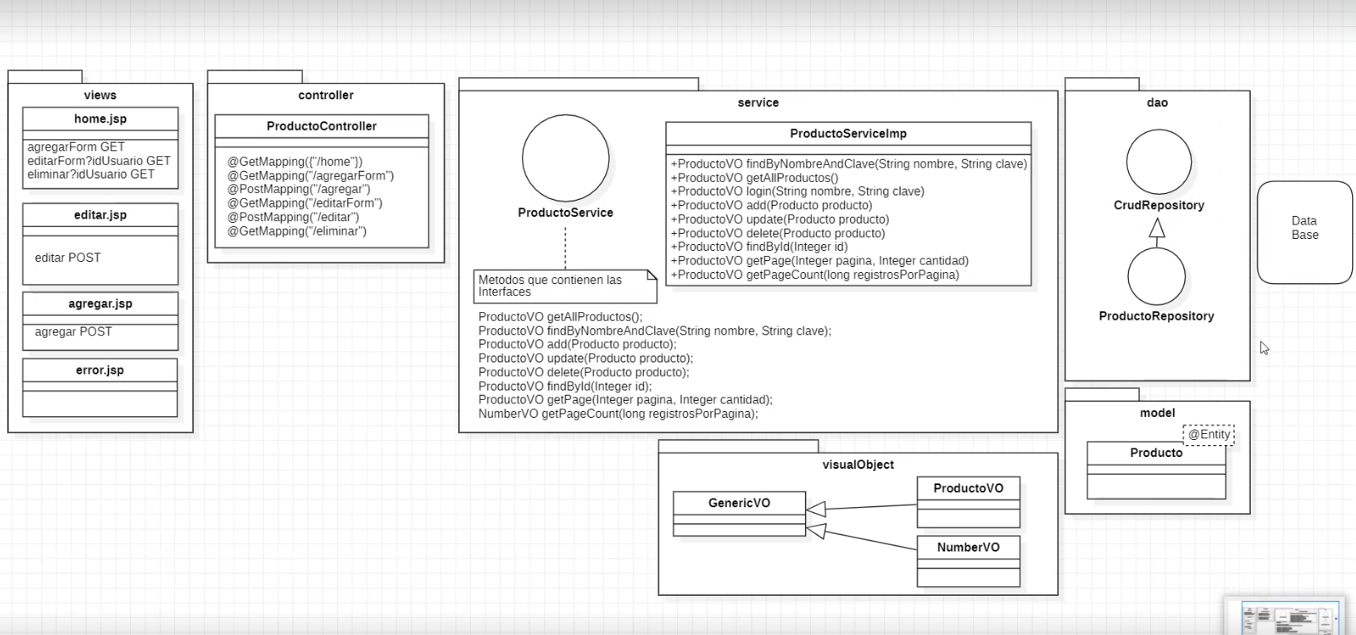 views
home.jsp
agregarForm GET
editarForm?idUsuario GET
eliminar?idUsuario GET
editar.jsp
editar POST
agregar.jsp
agregar POST
error.jsp
controller
ProductoController
@GetMapping({"/home"})
@GetMapping("/agregarForm")
@PostMapping("/agregar")
@GetMapping("/editarForm")
@PostMapping("/editar")
@GetMapping("/eliminar")
service
ProductoService
Metodos que contienen las
Interfaces
ProductoVO getAllProductos();
ProductoVO findByNombreAndClave(String nombre, String clave);
ProductoVO add(Producto producto);
ProductoVO update(Producto producto);
ProductoVO delete(Producto producto);
ProductoVO findById(Integer id);
ProductoVO getPage(Integer pagina, Integer cantidad);
NumberVO getPageCount(long registrosPorPagina);
ProductoServiceImp
+ProductoVO findByNombreAndClave(String nombre, String clave)
+ProductoVO getAllProductos()
+ProductoVO login(String nombre, String clave)
+ProductoVO add(Producto producto)
+ProductoVO update(Producto producto)
+ProductoVO delete(Producto producto)
+ProductoVO findById(Integer id)
+ProductoVO getPage(Integer pagina, Integer cantidad)
+ProductoVO getPageCount(long registrosPorPagina)
dao
CrudRepository
ProductoRepository
Data
Base
model
@Entity
Producto
visualObject
GenericVO
ProductoVO
NumberVO